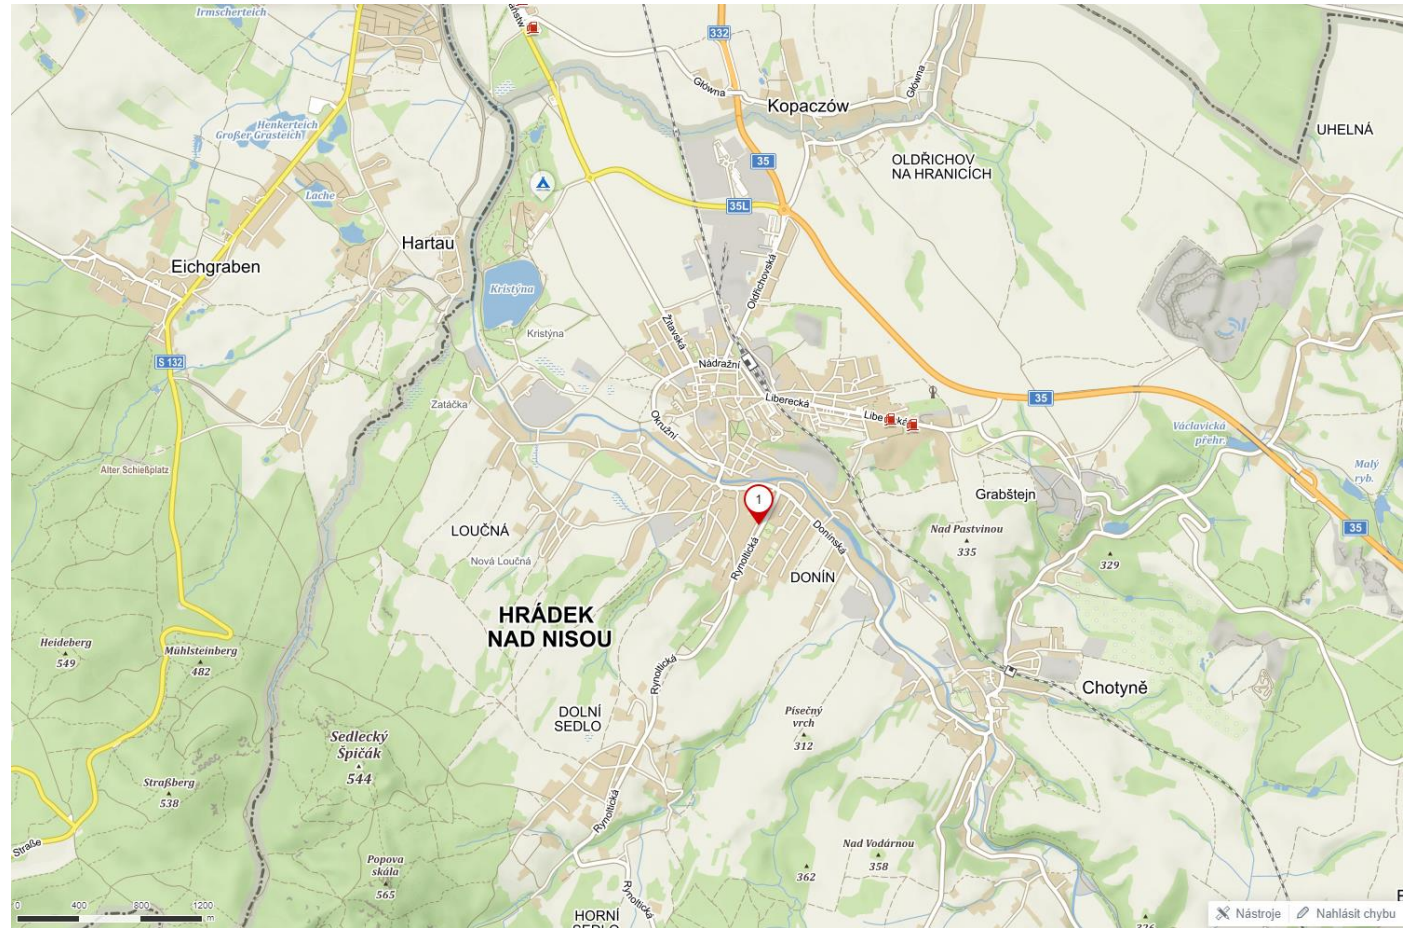 Irmscherteich
332
Główna
Główna
Kopaczów
Henkerteich
Großer Grasteich
UHELNÁ
35
OLDŘICHOV
NA HRANICÍCH
Lache
35L
Hartau
Eichgraben
Oldřichovská
Kristýna
Žitavská
Kristýna
S 132
Nádražní
Liberecká
35
Zatáčka
Okružní
Václavická
přehr.
Alter Schießplatz
Malý
ryb.
Grabštejn
1
LOUČNÁ
Nová Loučná
Rynoltická
Donínská
Nad Pastvinou
335
35
329
DONÍN
HRÁDEK
NAD NISOU
Heideberg
549
Mühlsteinberg
482
Rynoltická
Chotyně
DOLNÍ
SEDLO
Písečný
vrch
312
Sedlecký
Špičák
544
Straßberg
538
Rynoltická
Straße
Popova
skála
565
Nad Vodárnou
358
362
Rynoltická
HORNÍ
SEDLO
0 400 800 1200
m
Nástroje
Nahlásit chybu